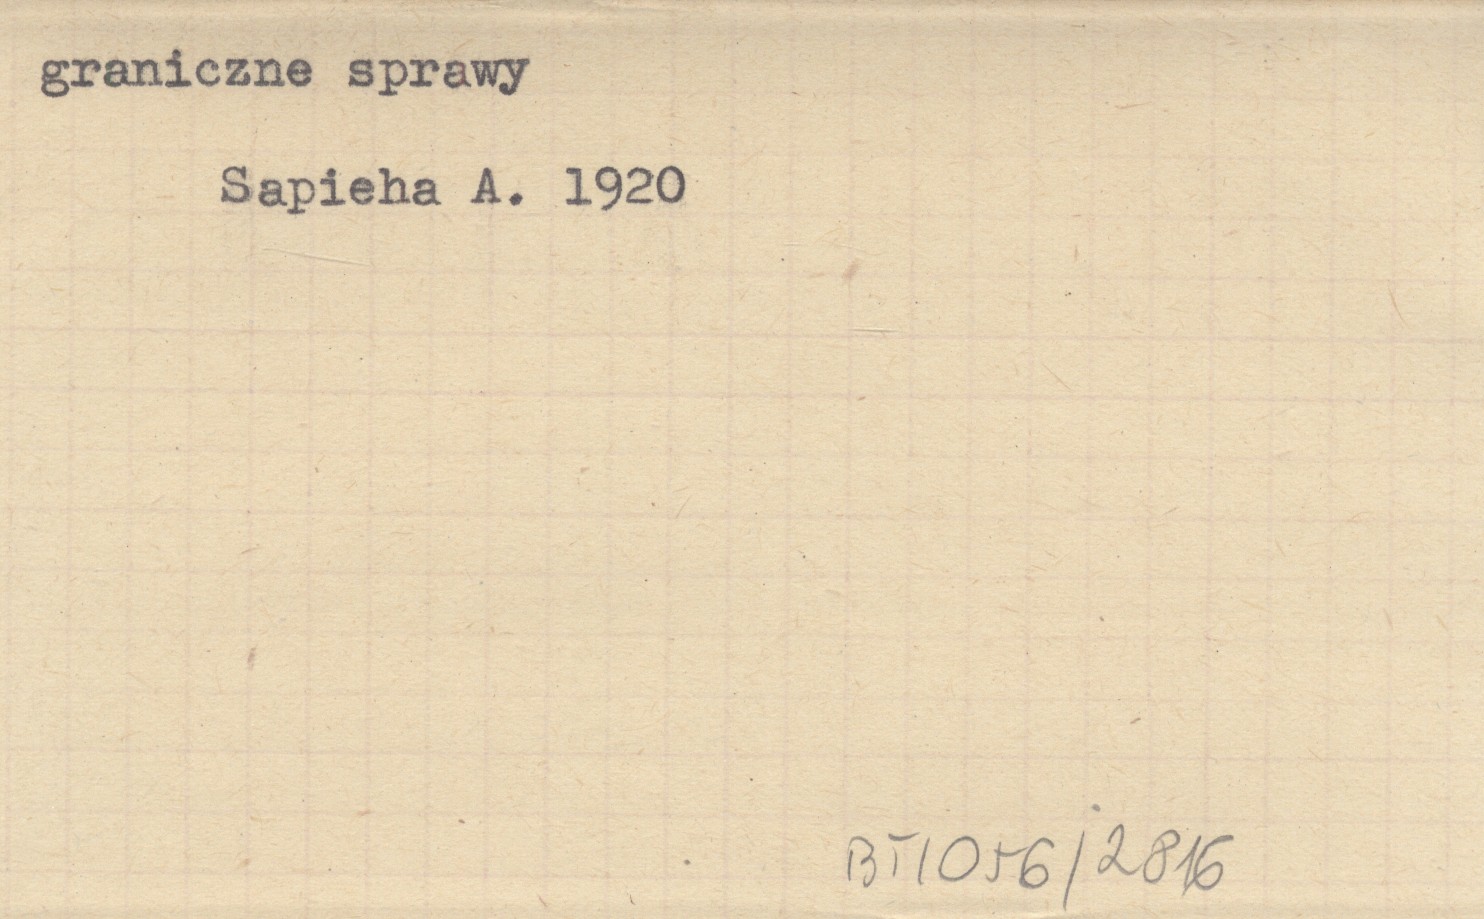 graniczne sprawy
Sapieha A. 1920
BT1056/2816